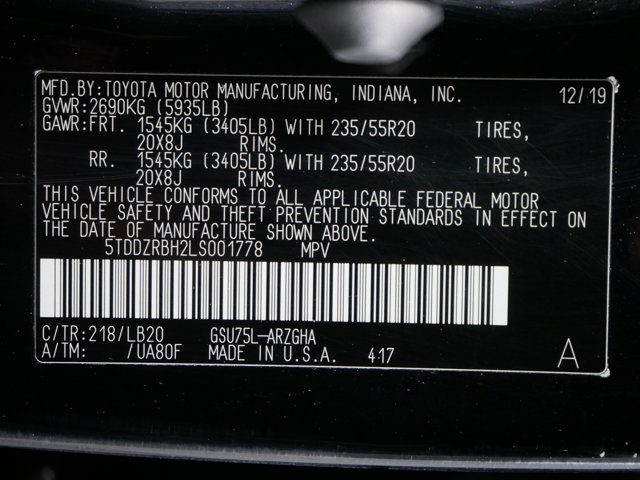 MFD.BY:TOYOTA MOTOR MANUFACTURING, INDIANA, INC. 12/19
GVWR:2690KG (5935LB)
GAWR:FRT. 1545KG (3405LB) WITH 235/55R20 TIRES,
20X8J RIMS.
RR. 1545KG (3405LB) WITH 235/55R20 TIRES,
20X8J RIMS.
THIS VEHICLE CONFORMS TO ALL APPLICABLE FEDERAL MOTOR
VEHICLE SAFETY AND THEFT PREVENTION STANDARDS IN EFFECT ON
THE DATE OF MANUFACTURE SHOWN ABOVE.
5TDDZRBH2LS001778 MPV
C/TR:218/LB20 GSU75L-ARZGHA
A/TM: /UA80F MADE IN U.S.A. 417 A